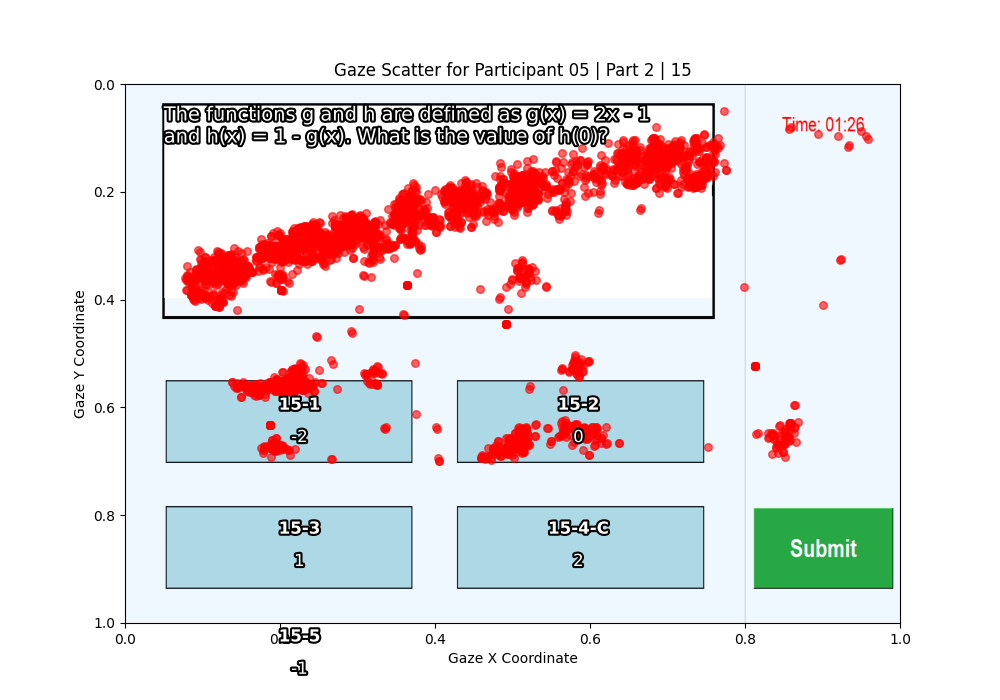 Gaze Scatter for Participant 05 | Part 2 | 15
The functions g and h are defined as g(x) = 2x - 1
and h(x) = 1 - g(x). What is the value of h(0)?
Time: 01:26
0.0
0.2
0.4
0.6
0.8
1.0
Gaze Y Coordinate
15-1
-2
15-2
0
15-3
1
15-4-C
2
Submit
0.0
0.4
0.6
0.8
1.0
15-5
-1
Gaze X Coordinate